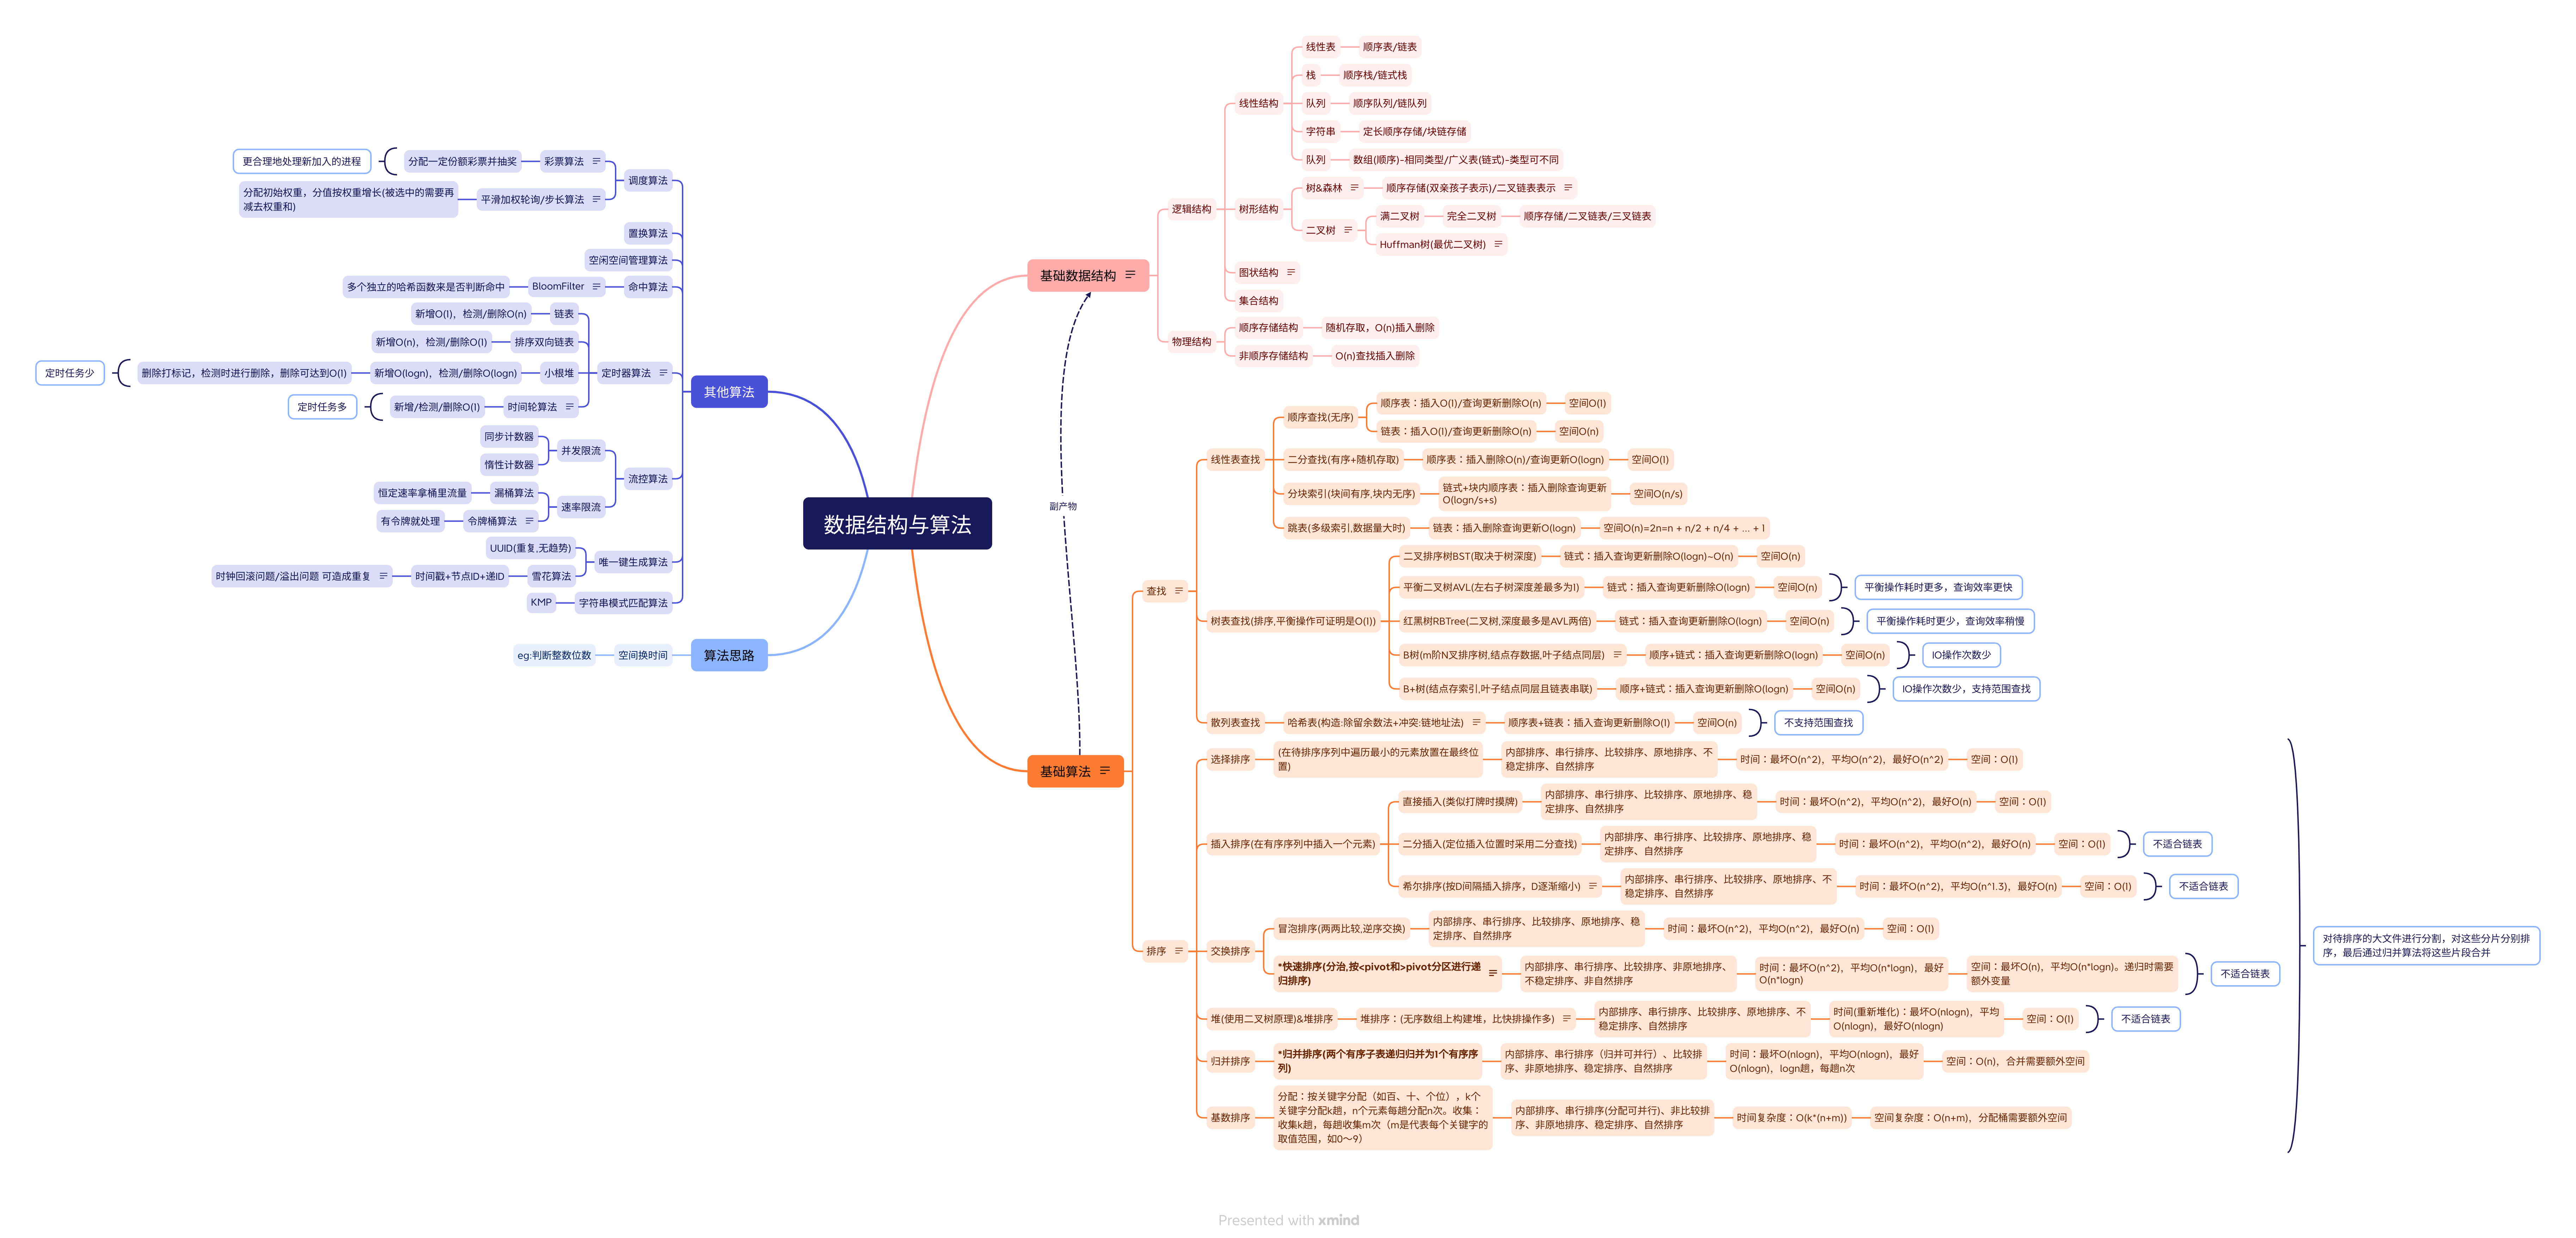 数据结构与算法
基础数据结构
逻辑结构
线性结构
线性表
顺序表/链表
栈
顺序栈/链式栈
队列
顺序队列/链队列
字符串
定长顺序存储/块链存储
队列
数组(顺序)-相同类型/广义表(链式)-类型可不同
树形结构
树&森林
顺序存储(双亲孩子表示)/二叉链表表示
二叉树
满二叉树
完全二叉树
顺序存储/二叉链表/三叉链表
Huffman树(最优二叉树)
图状结构
集合结构
物理结构
顺序存储结构
随机存取，O(n)插入删除
非顺序存储结构
O(n)查找插入删除
副产物
基础算法
查找
线性表查找
顺序查找(无序)
顺序表：插入O(1)/查询更新删除O(n)
空间O(1)
链表：插入O(1)/查询更新删除O(n)
空间O(n)
二分查找(有序+随机存取)
顺序表：插入删除O(n)/查询更新O(logn)
空间O(1)
分块索引(块间有序,块内无序)
链式+块内顺序表：插入删除查询更新
O(logn/s+s)
空间O(n/s)
跳表(多级索引,数据量大时)
链表：插入删除查询更新O(logn)
空间O(n)=2n=n + n/2 + n/4 + ... + 1
树表查找(排序,平衡操作可证明是O(1))
二叉排序树BST(取决于树深度)
链式：插入查询更新删除O(logn)~O(n)
空间O(n)
平衡二叉树AVL(左右子树深度差最多为1)
链式：插入查询更新删除O(logn)
空间O(n)
平衡操作耗时更多，查询效率更快
红黑树RBTree(二叉树,深度最多是AVL两倍)
链式：插入查询更新删除O(logn)
空间O(n)
平衡操作耗时更少，查询效率稍慢
B树(m阶N叉排序树,结点存数据,叶子结点同层)
顺序+链式：插入查询更新删除O(logn)
空间O(n)
IO操作次数少
B+树(结点存索引,叶子结点同层且链表串联)
顺序+链式：插入查询更新删除O(logn)
空间O(n)
IO操作次数少，支持范围查找
散列表查找
哈希表(构造:除留余数法+冲突:链地址法)
顺序表+链表：插入查询更新删除O(1)
空间O(n)
不支持范围查找
排序
选择排序
(在待排序序列中遍历最小的元素放置在最终位
置)
内部排序、串行排序、比较排序、原地排序、不
稳定排序、自然排序
时间：最坏O(n^2)，平均O(n^2)，最好O(n^2)
空间：O(1)
插入排序(在有序序列中插入一个元素)
直接插入(类似打牌时摸牌)
内部排序、串行排序、比较排序、原地排序、稳
定排序、自然排序
时间：最坏O(n^2)，平均O(n^2)，最好O(n)
空间：O(1)
二分插入(定位插入位置时采用二分查找)
内部排序、串行排序、比较排序、原地排序、稳
定排序、自然排序
时间：最坏O(n^2)，平均O(n^2)，最好O(n)
空间：O(1)
不适合链表
希尔排序(按D间隔插入排序，D逐渐缩小)
内部排序、串行排序、比较排序、原地排序、不
稳定排序、自然排序
时间：最坏O(n^2)，平均O(n^1.3)，最好O(n)
空间：O(1)
不适合链表
交换排序
冒泡排序(两两比较,逆序交换)
内部排序、串行排序、比较排序、原地排序、稳
定排序、自然排序
时间：最坏O(n^2)，平均O(n^2)，最好O(n)
空间：O(1)
*快速排序(分治,按<pivot和>pivot分区进行递
归排序)
内部排序、串行排序、比较排序、非原地排序、
不稳定排序、非自然排序
时间：最坏O(n^2)，平均O(n*logn)，最好
O(n*logn)
空间：最坏O(n)，平均O(n*logn)。递归时需要
额外变量
不适合链表
堆(使用二叉树原理)&堆排序
堆排序：(无序数组上构建堆，比快排操作多)
内部排序、串行排序、比较排序、原地排序、不
稳定排序、自然排序
时间(重新堆化)：最坏O(nlogn)，平均
O(nlogn)，最好O(nlogn)
空间：O(1)
不适合链表
归并排序
*归并排序(两个有序子表递归归并为1个有序序
列)
内部排序、串行排序（归并可并行）、比较排
序、非原地排序、稳定排序、自然排序
时间：最坏O(nlogn)，平均O(nlogn)，最好
O(nlogn)，logn趟，每趟n次
空间：O(n)，合并需要额外空间
基数排序
分配：按关键字分配（如百、十、个位），k个
关键字分配k趟，n个元素每趟分配n次。收集：
收集k趟，每趟收集m次（m是代表每个关键字的
取值范围，如0～9）
内部排序、串行排序(分配可并行)、非比较排
序、非原地排序、稳定排序、自然排序
时间复杂度：O(k*(n+m))
空间复杂度：O(n+m)，分配桶需要额外空间
对待排序的大文件进行分割，对这些分片分别排
序，最后通过归并算法将这些片段合并
其他算法
调度算法
彩票算法
分配一定份额彩票并抽奖
更合理地处理新加入的进程
平滑加权轮询/步长算法
分配初始权重，分值按权重增长(被选中的需要再
减去权重和)
置换算法
空闲空间管理算法
命中算法
BloomFilter
多个独立的哈希函数来是否判断命中
定时器算法
链表
新增O(1)，检测/删除O(n)
排序双向链表
新增O(n)，检测/删除O(1)
小根堆
新增O(logn)，检测/删除O(logn)
删除打标记，检测时进行删除，删除可达到O(1)
定时任务少
时间轮算法
新增/检测/删除O(1)
定时任务多
流控算法
并发限流
同步计数器
惰性计数器
速率限流
漏桶算法
恒定速率拿桶里流量
令牌桶算法
有令牌就处理
唯一键生成算法
UUID(重复,无趋势)
雪花算法
时间戳+节点ID+递ID
时钟回滚问题/溢出问题 可造成重复
字符串模式匹配算法
KMP
算法思路
空间换时间
eg:判断整数位数
Presented with xmind